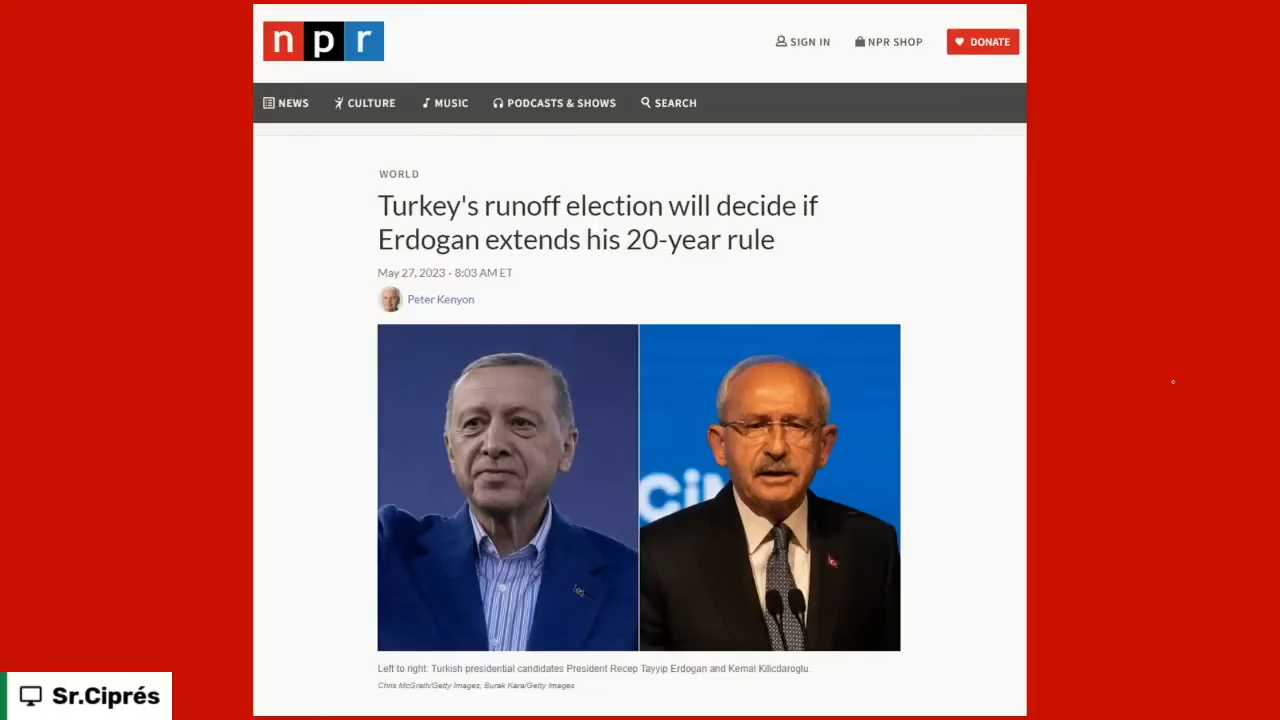 npr
SIGN IN
NPR SHOP
DONATE
NEWS
CULTURE
MUSIC
PODCASTS & SHOWS
SEARCH
WORLD
Turkey's runoff election will decide if
Erdogan extends his 20-year rule
May 27, 2023 · 8:03 AM ET
Peter Kenyon
Left to right: Turkish presidential candidates President Recep Tayyip Erdogan and Kemal Kilicdaroglu.
Chris McGrath/Getty Images; Burak Kara/Getty Images
Sr.Ciprés